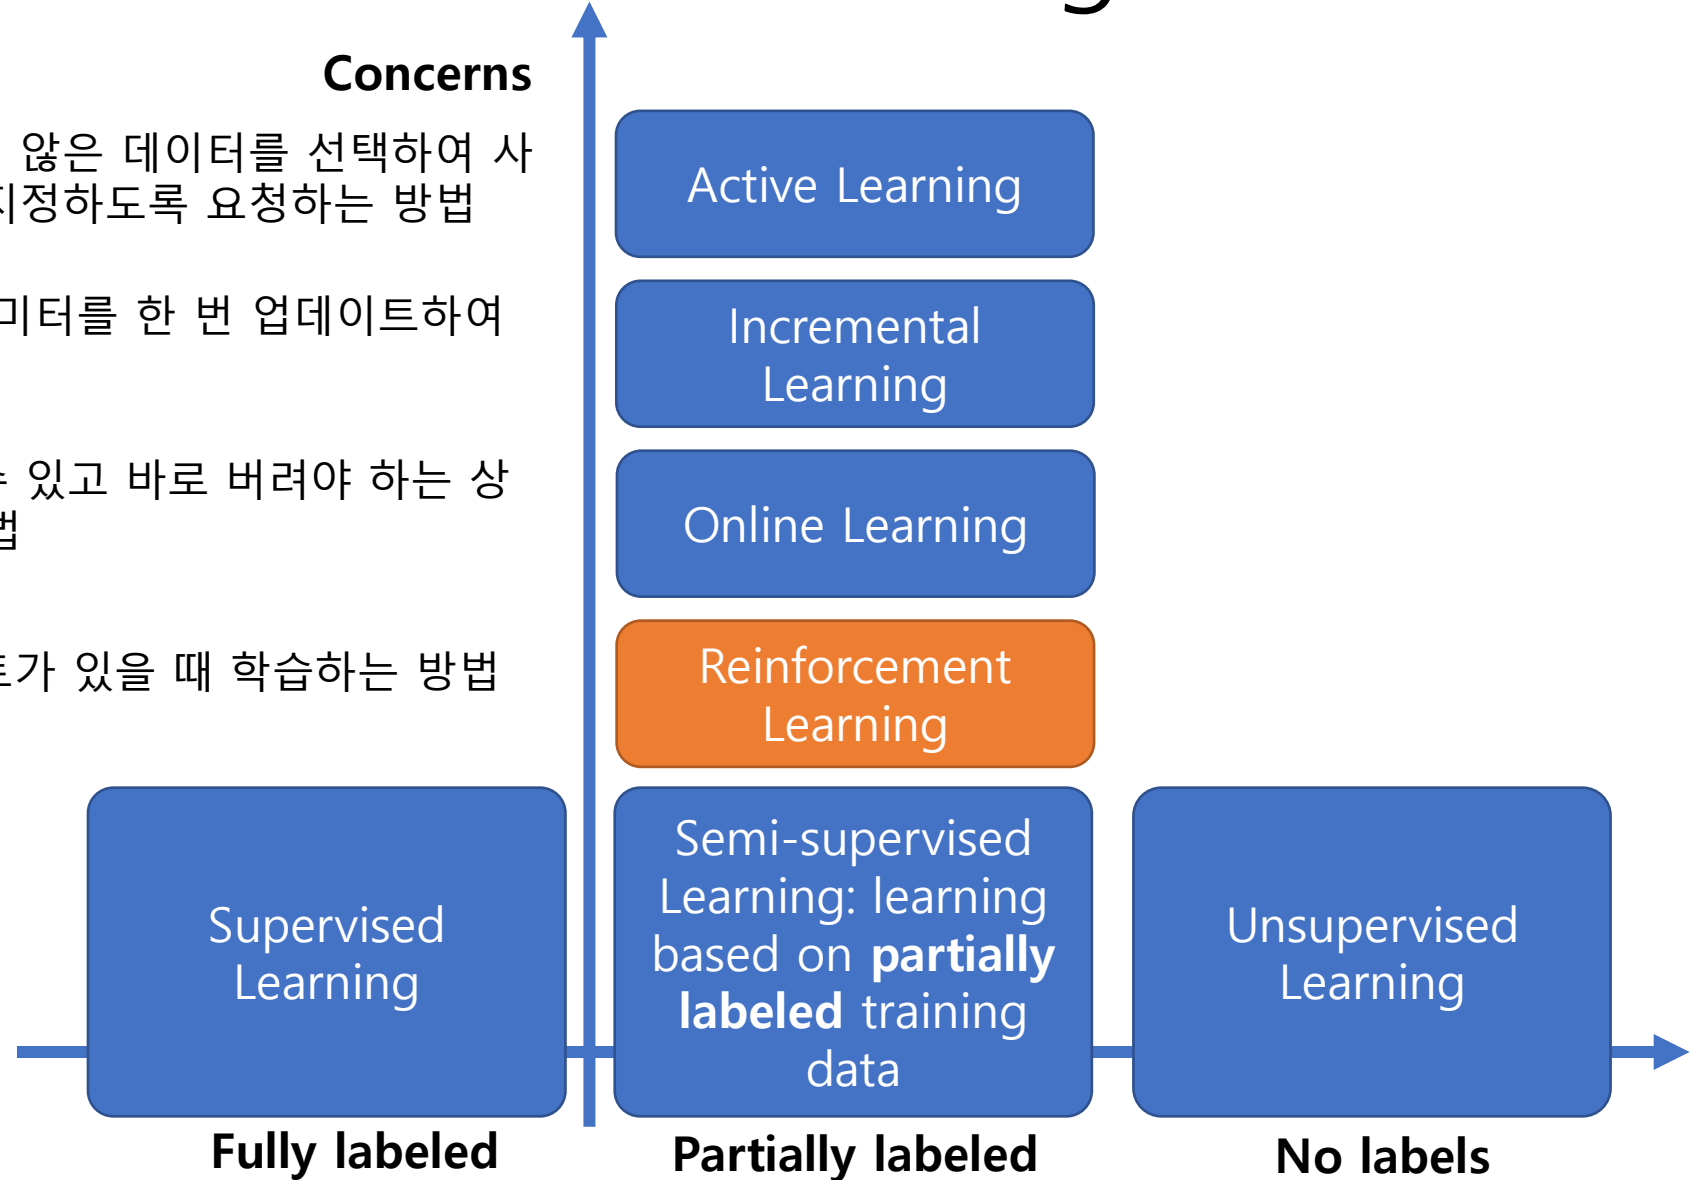 Concerns
않은 데이터를 선택하여 사
지정하도록 요청하는 방법
Active Learning
미터를 한 번 업데이트하여
Incremental
Learning
있고 바로 버려야 하는 상
법
Online Learning
가 있을 때 학습하는 방법
Reinforcement
Learning
Supervised
Learning
Semi-supervised
Learning: learning
based on partially
labeled training
data
Unsupervised
Learning
Fully labeled
Partially labeled
No labels